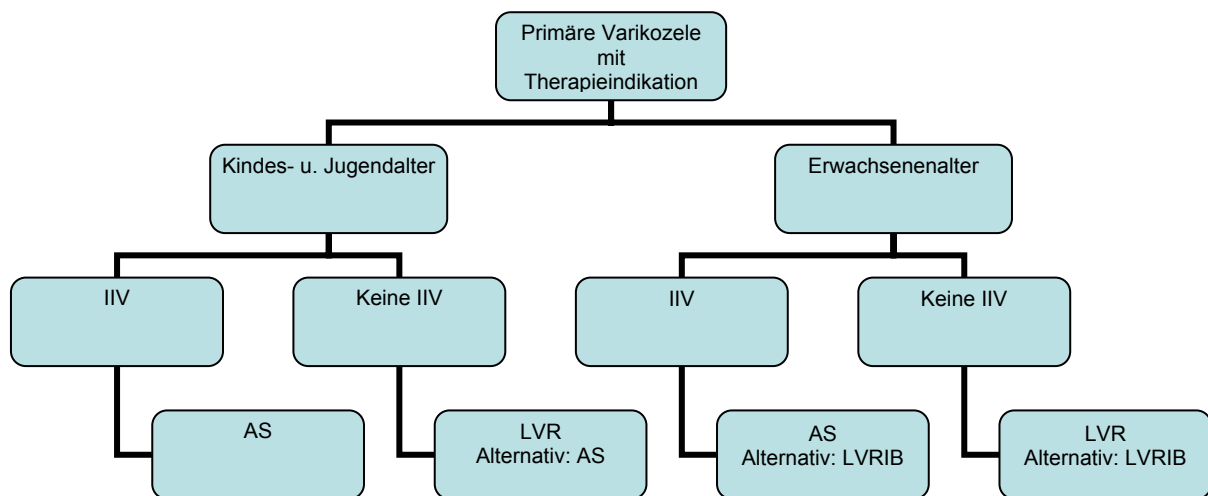 Primäre Varikozele
mit
Therapieindikation
Kindes- u. Jugendalter
Erwachsenenalter
IIV
Keine IIV
IIV
Keine IIV
AS
LVR
Alternativ: AS
AS
Alternativ: LVRIB
LVR
Alternativ: LVRIB